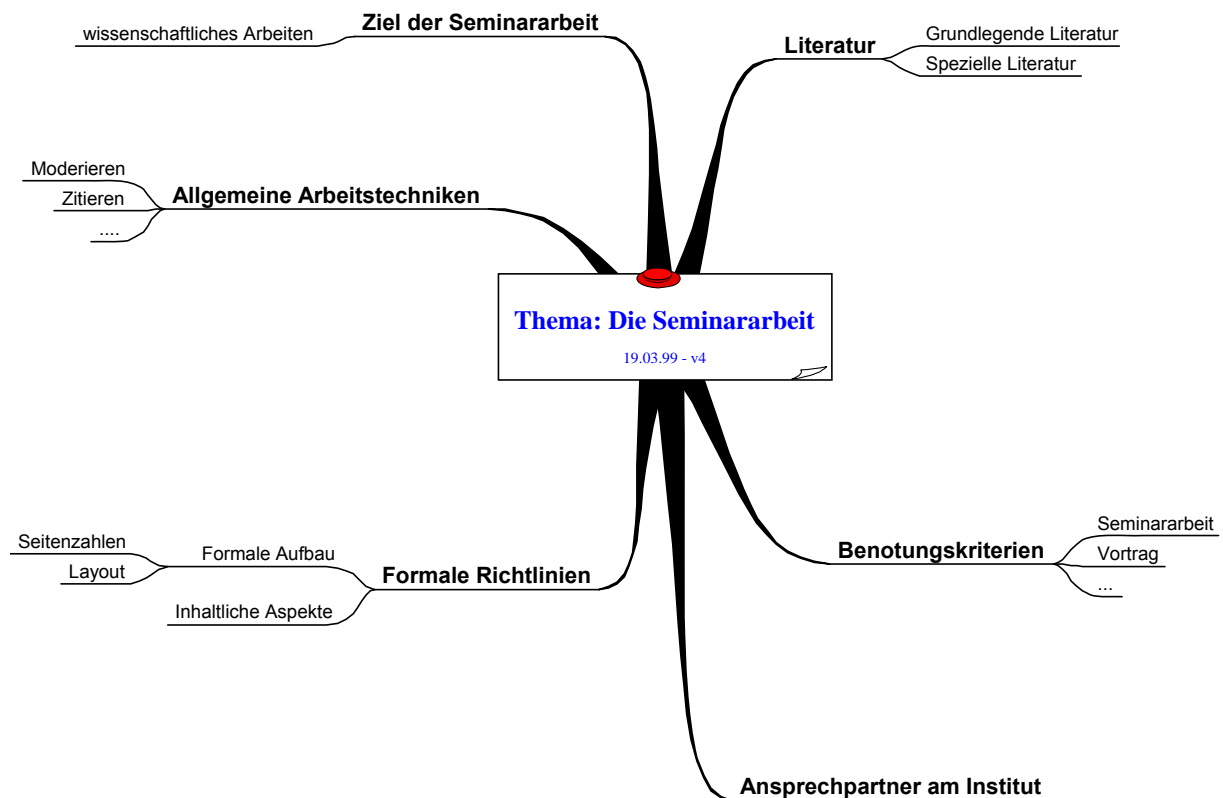 Ziel der Seminararbeit
wissenschaftliches Arbeiten
Literatur
Grundlegende Literatur
Spezielle Literatur
Allgemeine Arbeitstechniken
Moderieren
Zitieren
....
Thema: Die Seminararbeit
19.03.99 - v4
Formale Richtlinien
Formale Aufbau
Seitenzahlen
Layout
Inhaltliche Aspekte
Benotungskriterien
Seminararbeit
Vortrag
...
Ansprechpartner am Institut